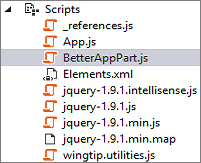 Scripts
_references.js
App.js
BetterAppPart.js
Elements.xml
jquery-1.9.1.intellisense.js
jquery-1.9.1.js
jquery-1.9.1.min.js
jquery-1.9.1.min.map
wingtip.utilities.js